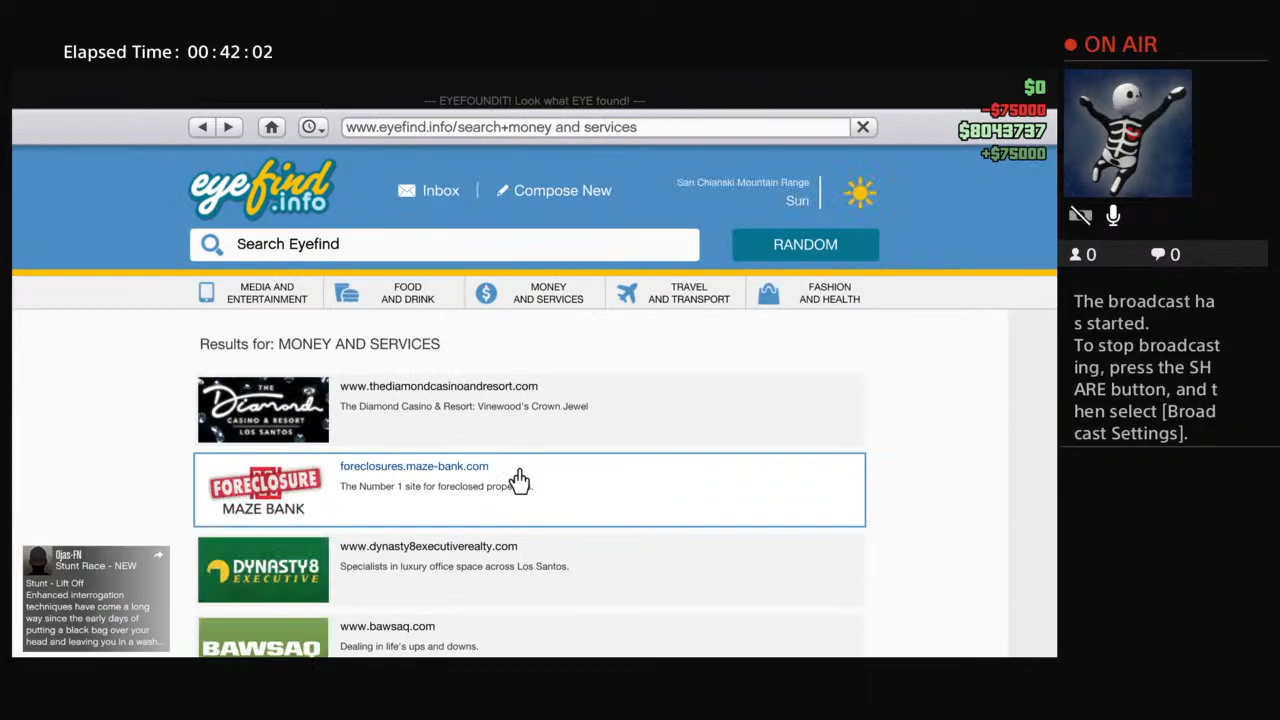 Elapsed Time: 00:42:02
ON AIR
--- EYEFOUNDIT! Look what EYE found! ---
$0
-$75000
$8043737
+$75000
www.eyefind.info/search+money and services
eyefind
.info
Inbox
Compose New
San Chianski Mountain Range
Sun
Search Eyefind
RANDOM
0
0
MEDIA AND
ENTERTAINMENT
FOOD
AND DRINK
MONEY
AND SERVICES
TRAVEL
AND TRANSPORT
FASHION
AND HEALTH
The broadcast ha
s started.
To stop broadcast
ing, press the SH
ARE button, and t
hen select [Broad
cast Settings].
Results for: MONEY AND SERVICES
THE
Diamond
CASINO & RESORT
LOS SANTOS
www.thediamondcasinoandresort.com
The Diamond Casino & Resort: Vinewood's Crown Jewel
FORECLOSURE
MAZE BANK
foreclosures.maze-bank.com
The Number 1 site for foreclosed
DYNASTY8
EXECUTIVE
www.dynasty8executiverealty.com
Specialists in luxury office space across Los Santos.
BAWSAQ
www.bawsaq.com
Dealing in life's ups and downs.
Ojas-FN
Stunt Race - NEW
Stunt - Lift Off
Enhanced interrogation
techniques have come a long
way since the early days of
putting a black bag over your
head and leaving you in a wash...